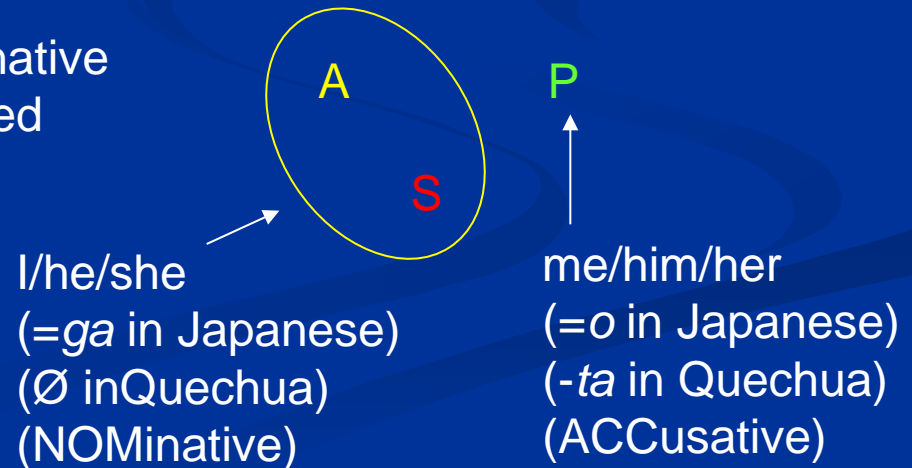 native
ed
A
P
S
I/he/she
(=ga in Japanese)
(Ø inQuechua)
(NOMinative)
me/him/her
(=o in Japanese)
(-ta in Quechua)
(ACCusative)